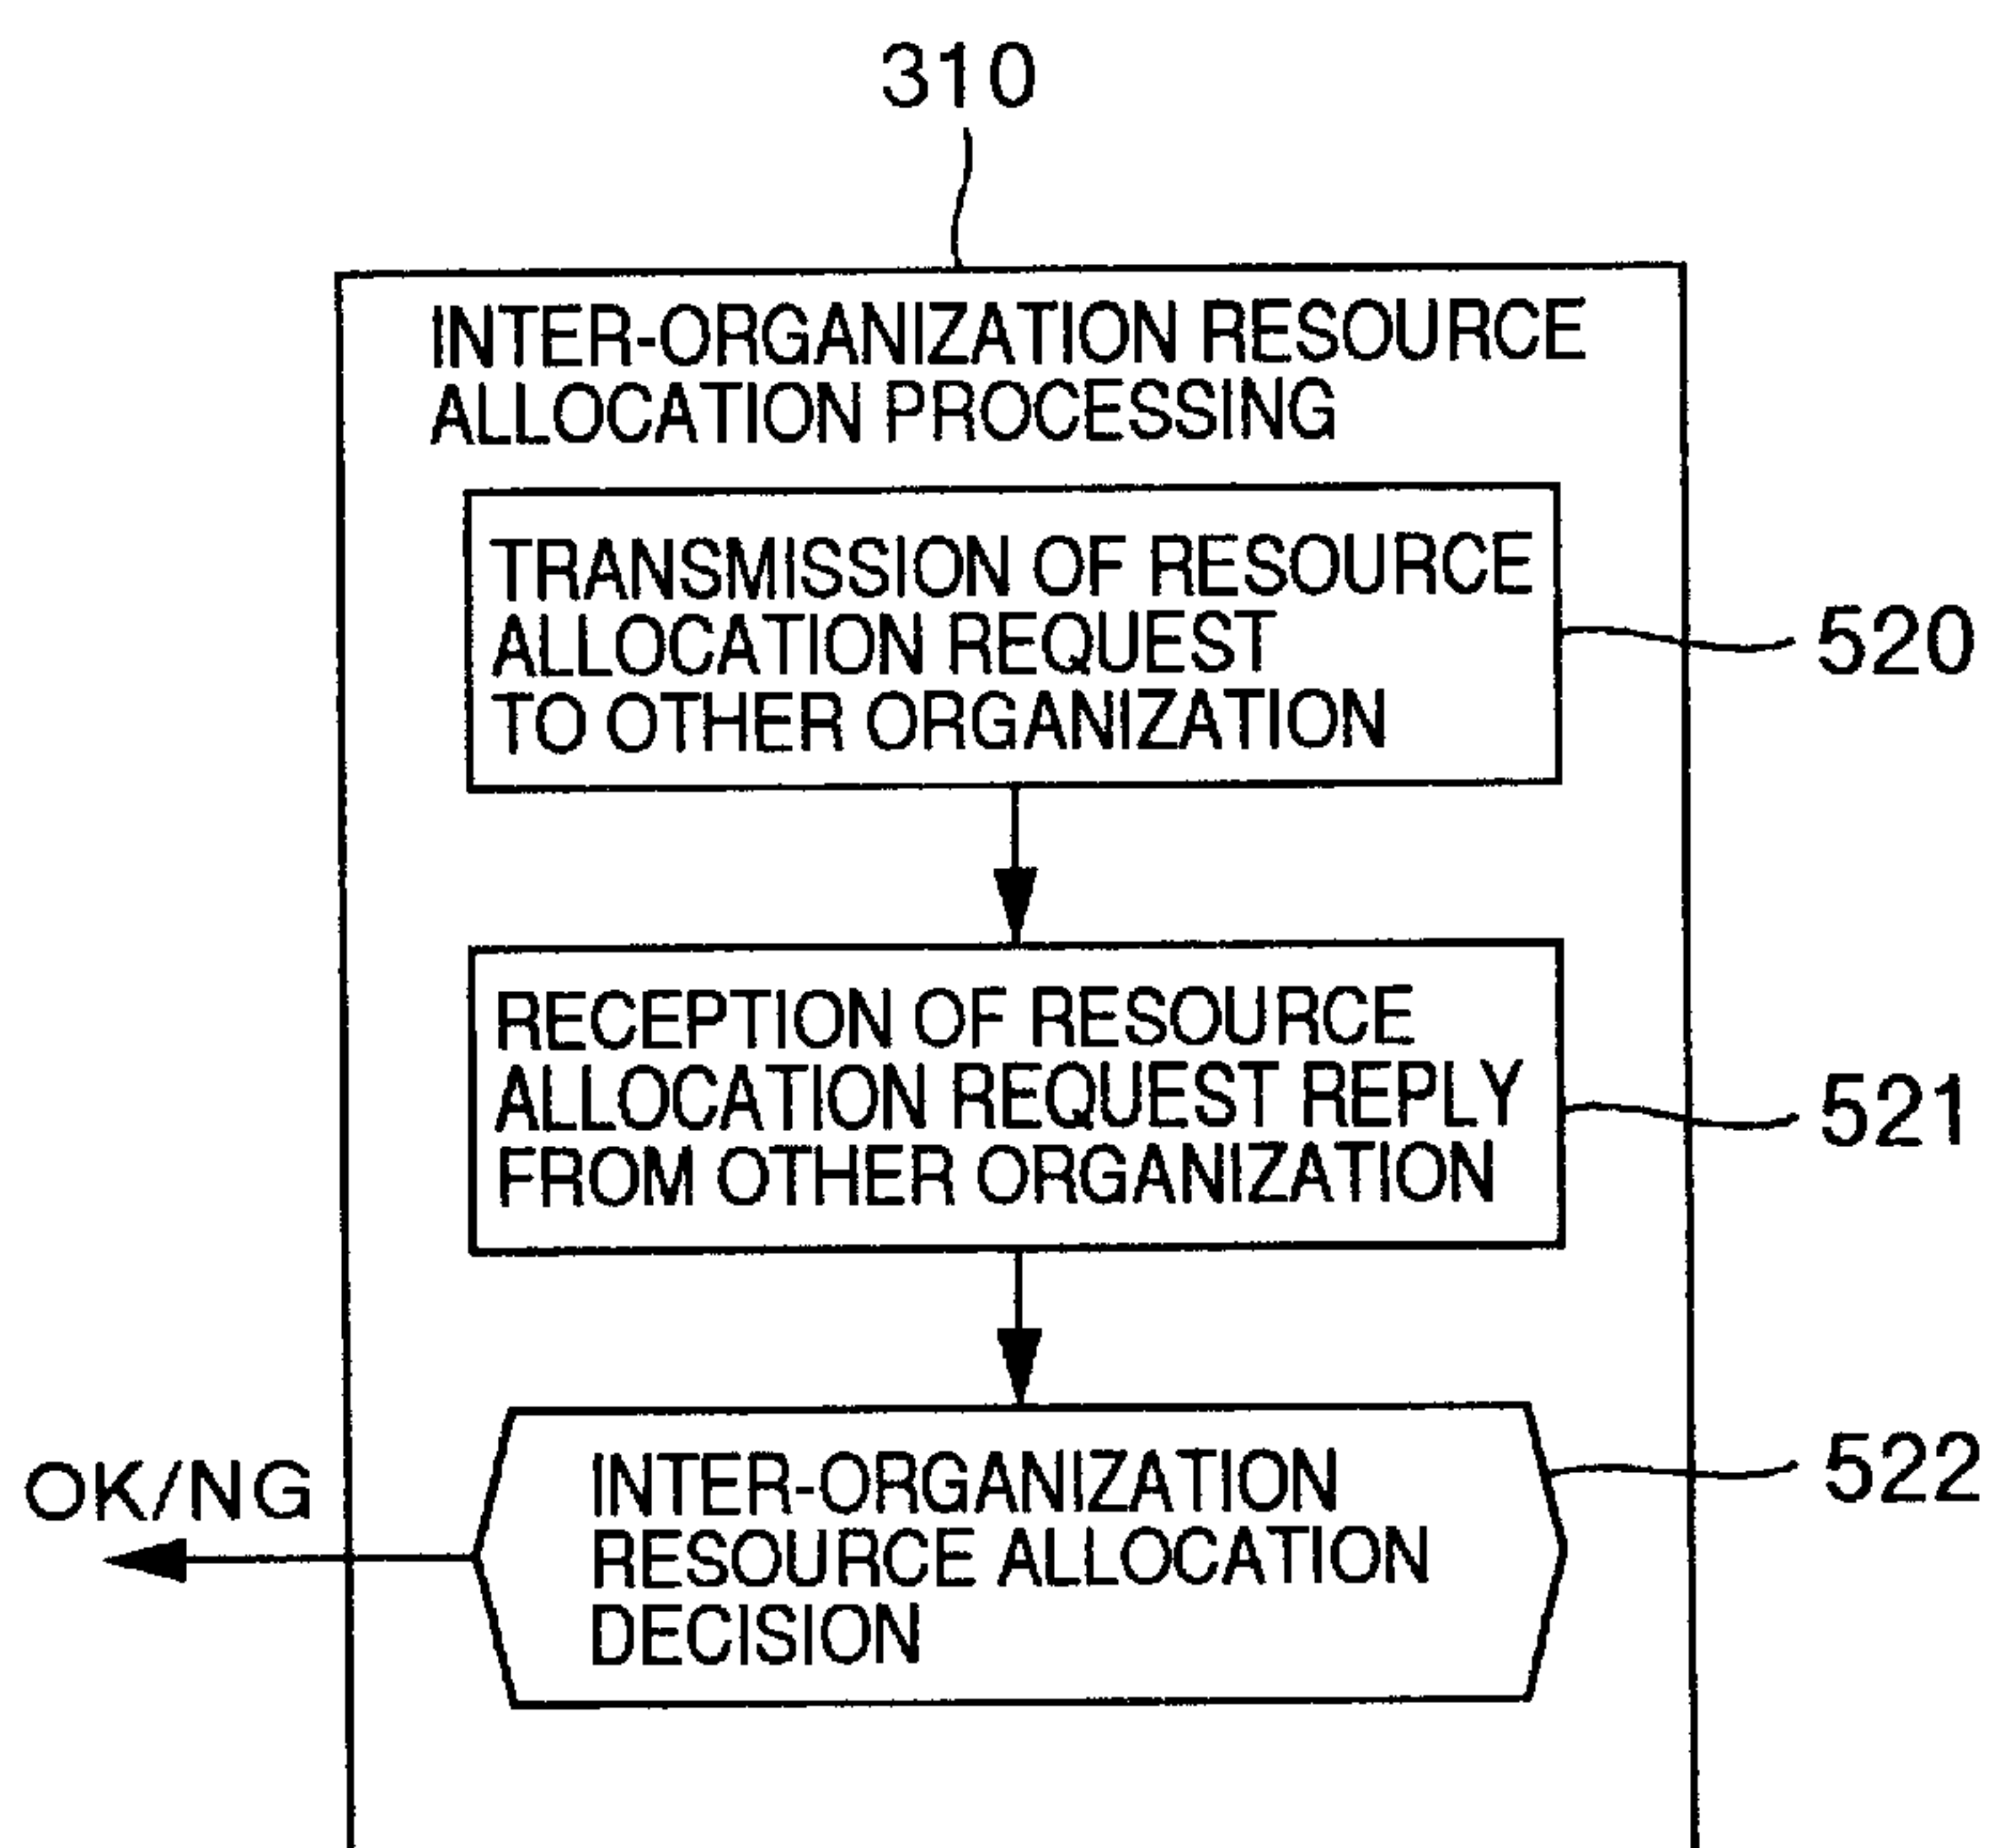 310
INTER-ORGANIZATION RESOURCE
ALLOCATION PROCESSING
TRANSMISSION OF RESOURCE
ALLOCATION REQUEST
TO OTHER ORGANIZATION
520
RECEPTION OF RESOURCE
ALLOCATION REQUEST REPLY
FROM OTHER ORGANIZATION
521
OK/NG
INTER-ORGANIZATION
RESOURCE ALLOCATION
DECISION
522